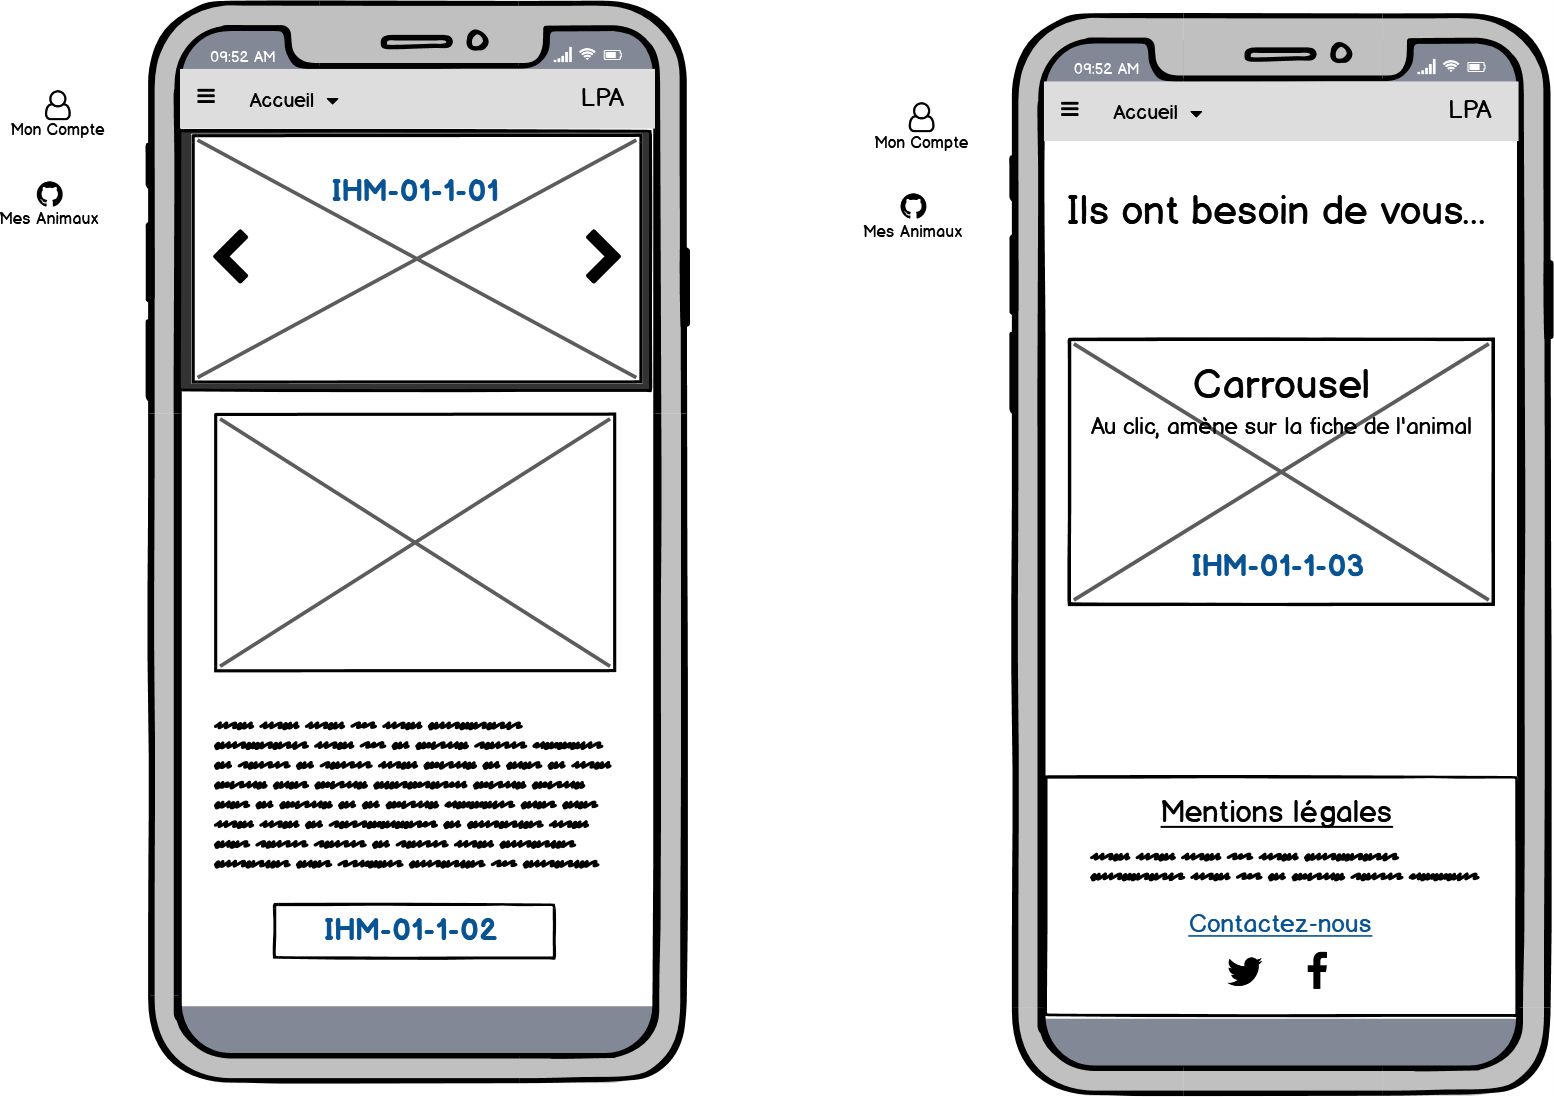 09:52 AM
Accueil
LPA
Mon Compte
Mes Animaux
IHM-01-1-01
IHM-01-1-02
09:52 AM
Accueil
LPA
Mon Compte
Mes Animaux
Ils ont besoin de vous...
Carrousel
Au clic, amène sur la fiche de l'animal
IHM-01-1-03
Mentions légales
Contactez-nous